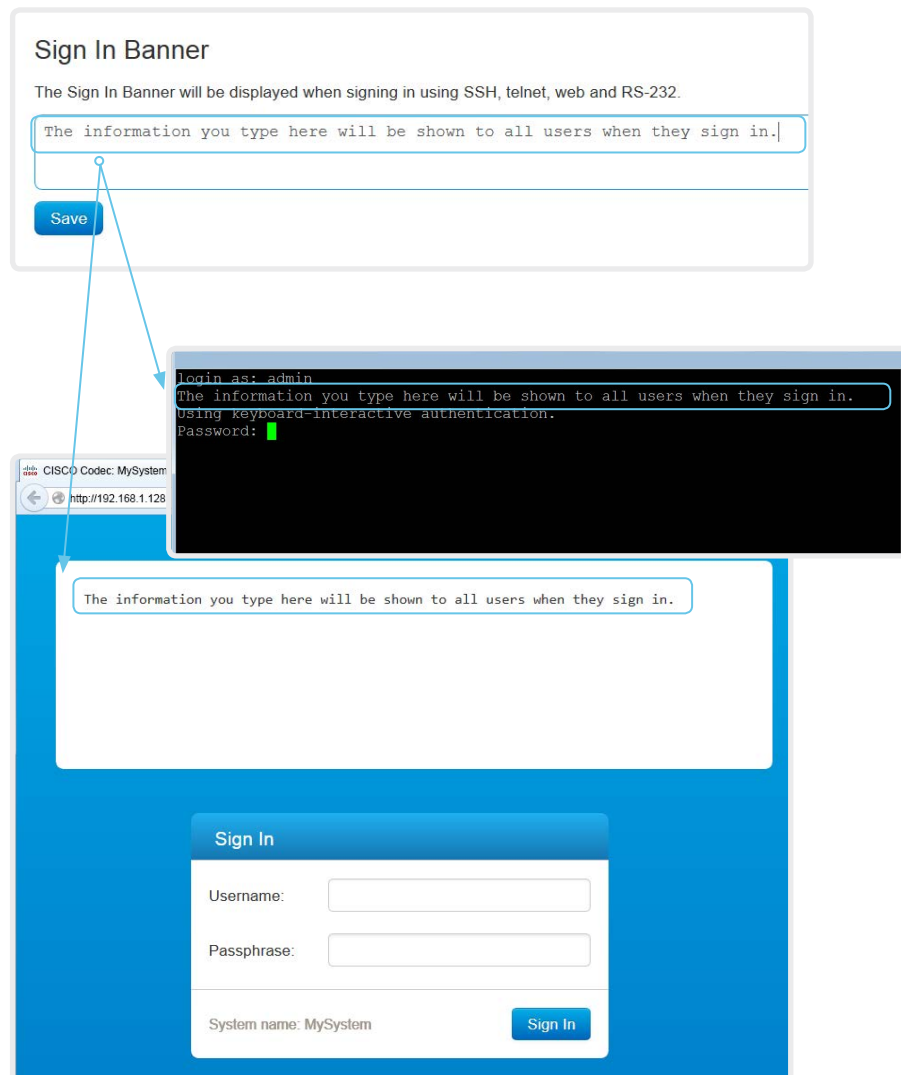 Sign In Banner
The Sign In Banner will be displayed when signing in using SSH, telnet, web and RS-232.
The information you type here will be shown to all users when they sign in.
Save
login as: admin
The information you type here will be shown to all users when they sign in.
Using keyboard-interactive authentication.
Password:
CISCO Codec: MySystem
http://192.168.1.128
The information you type here will be shown to all users when they sign in.
Sign In
Username:
Passphrase:
System name: MySystem
Sign In